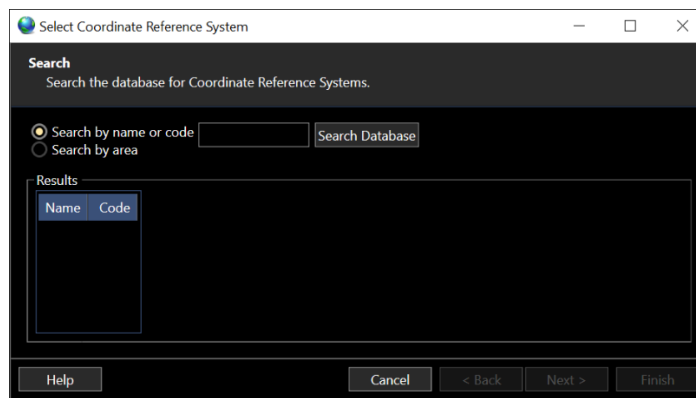 Select Coordinate Reference System
Search
Search the database for Coordinate Reference Systems.
Search by name or code
Search Database
Search by area
Results
Name Code
Help
Cancel
< Back
Next >
Finish